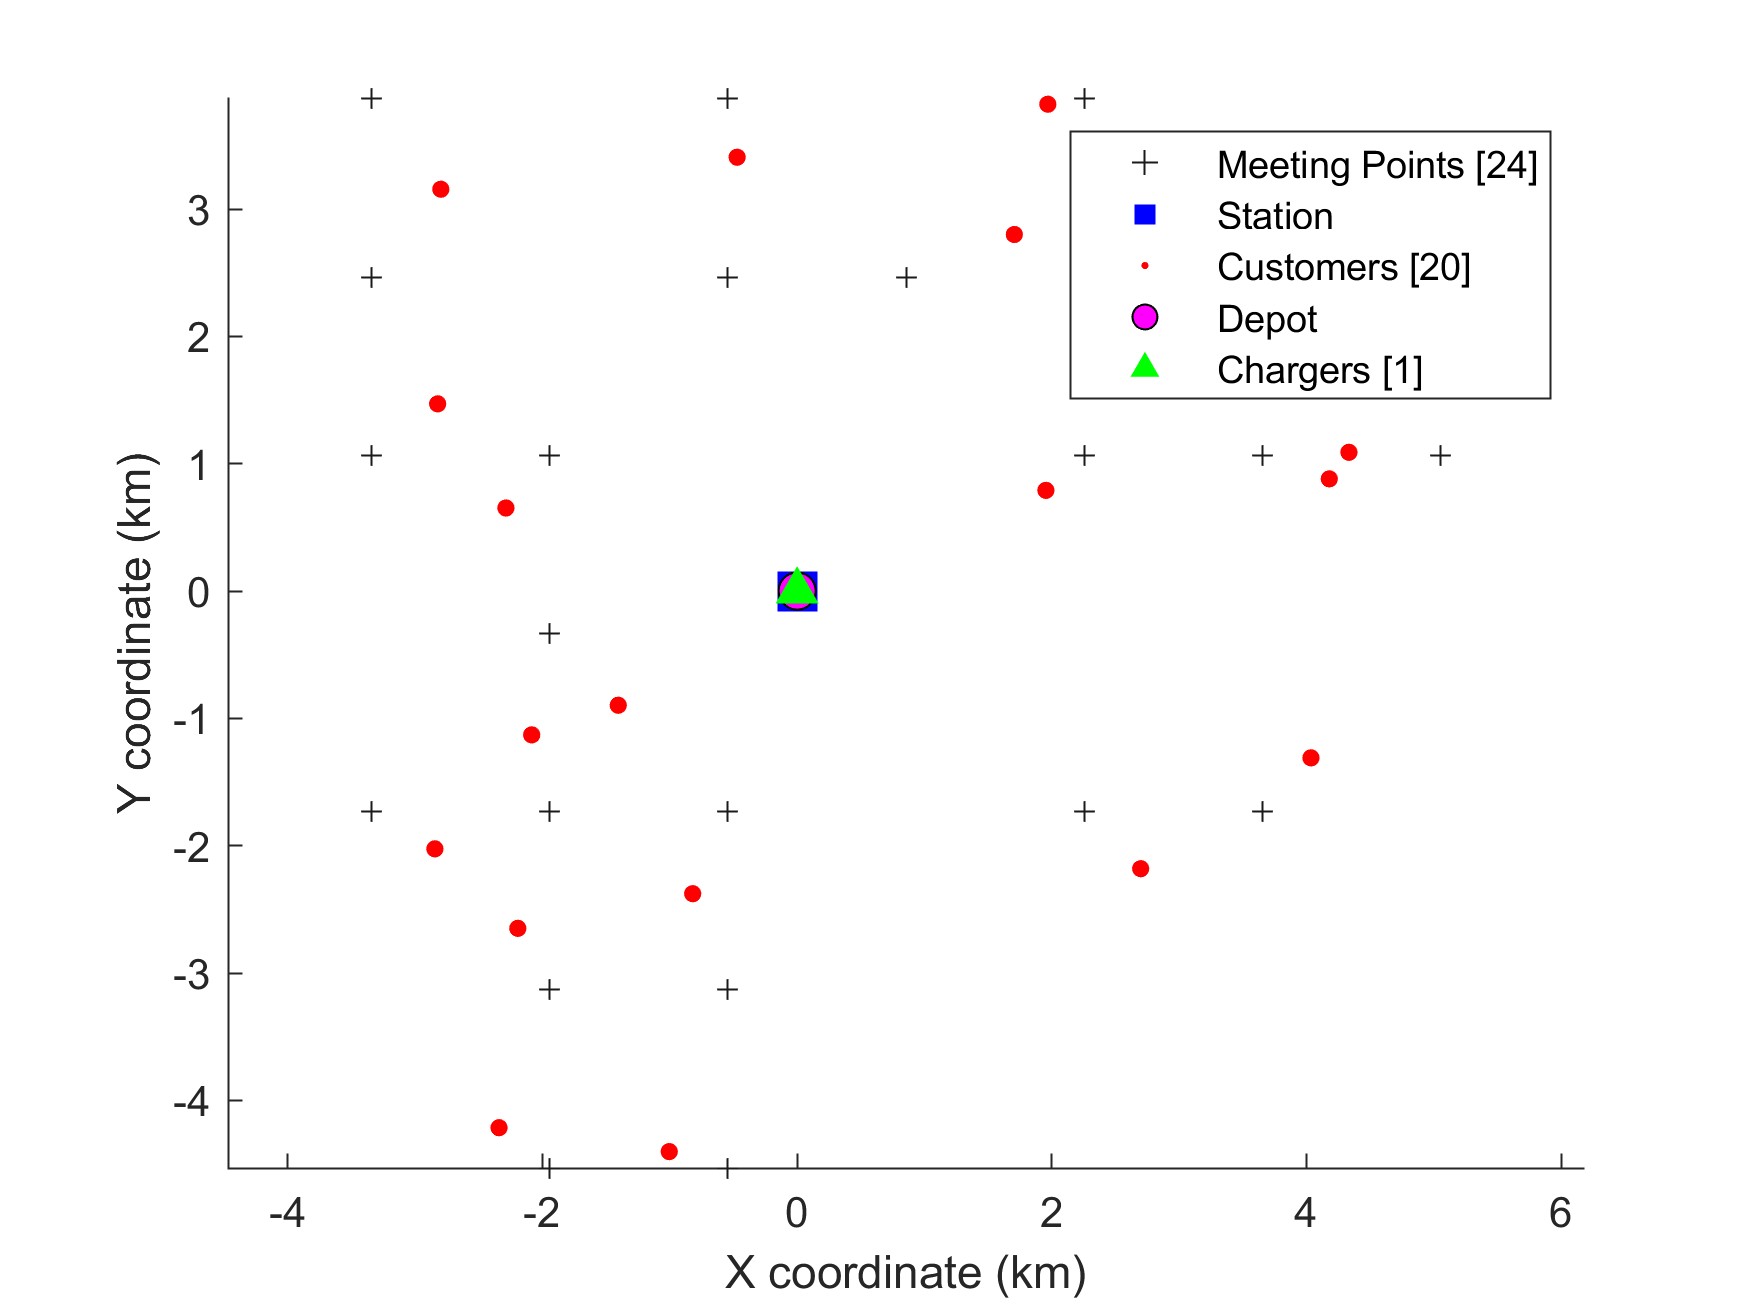 3
2
1
0
-1
-2
-3
-4
Y coordinate (km)
Meeting Points [24]
Station
Customers [20]
Depot
Chargers [1]
-4
-2
0
2
4
6
X coordinate (km)